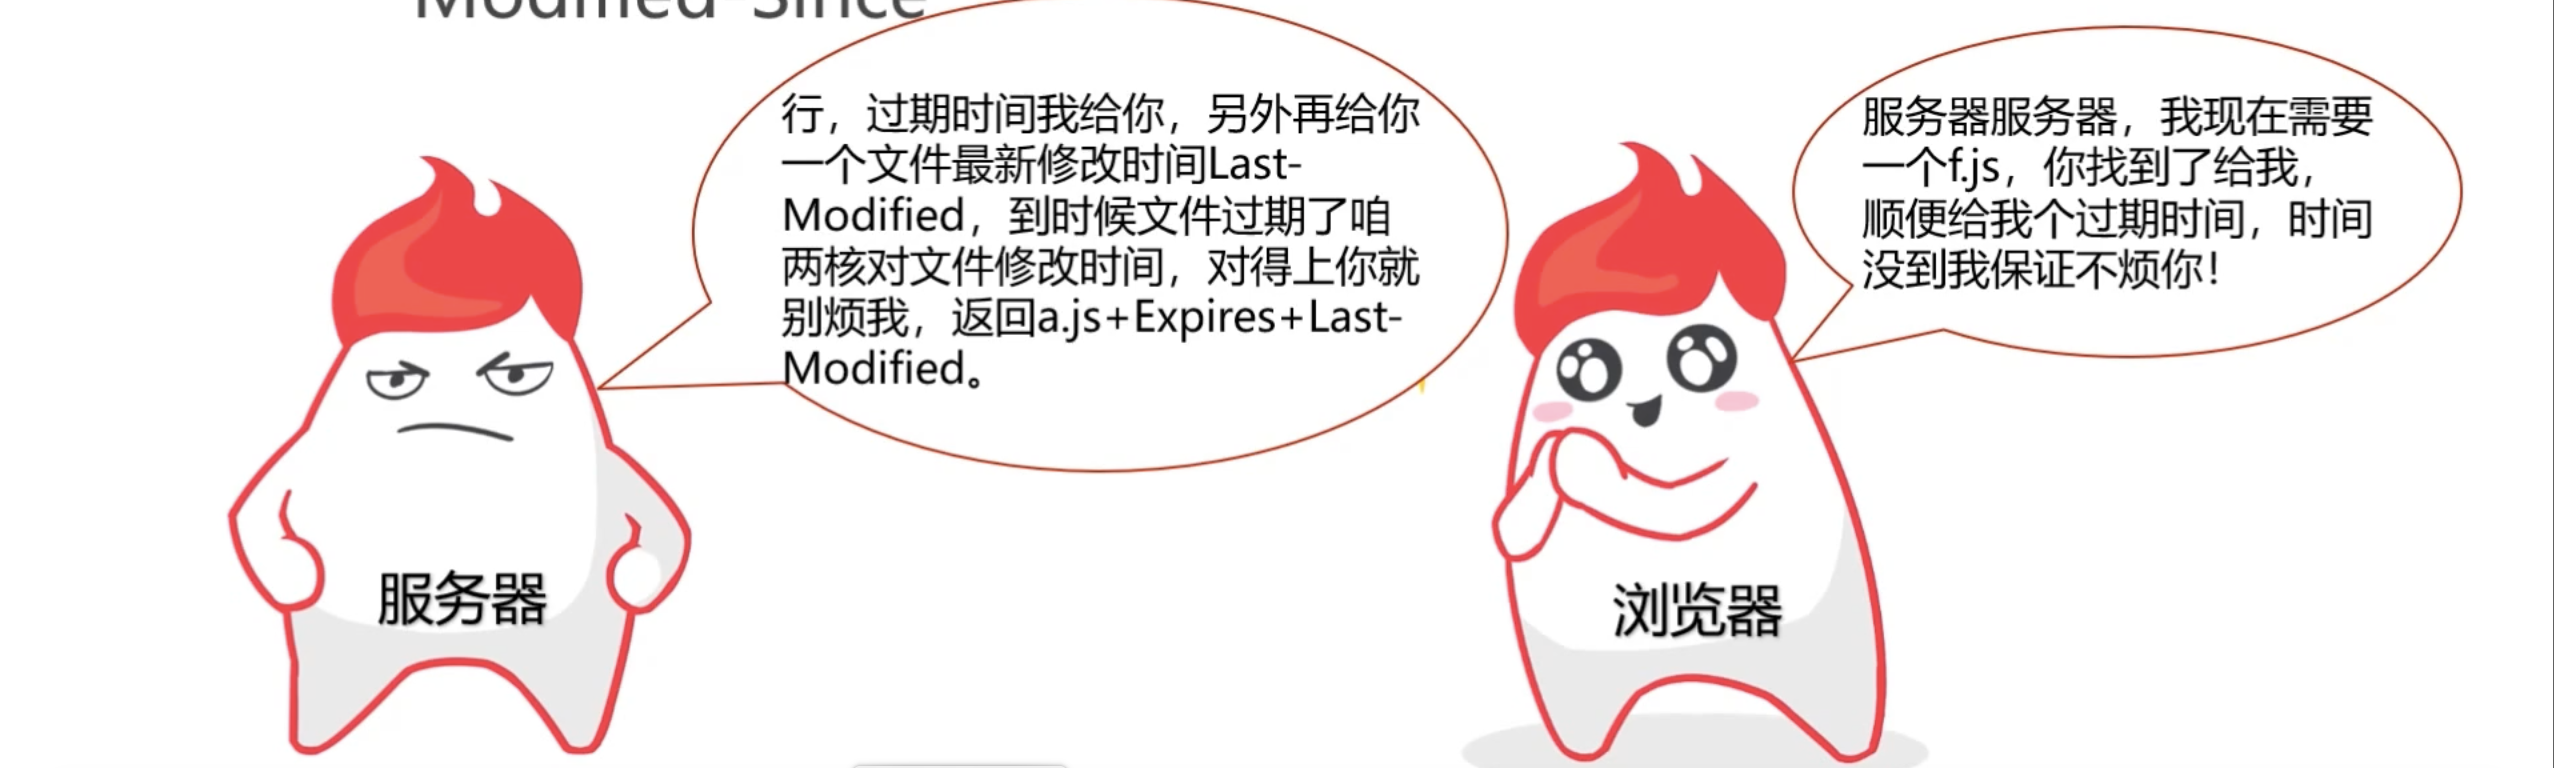 Modified-Since
行，过期时间我给你，另外再给你
一个文件最新修改时间Last-
Modified，到时候文件过期了咱
两核对文件修改时间，对得上你就
别烦我，返回a.js+Expires+Last-
Modified。
服务器服务器，我现在需要
一个f.js，你找到了给我，
顺便给我个过期时间，时间
没到我保证不烦你！
服务器
浏览器